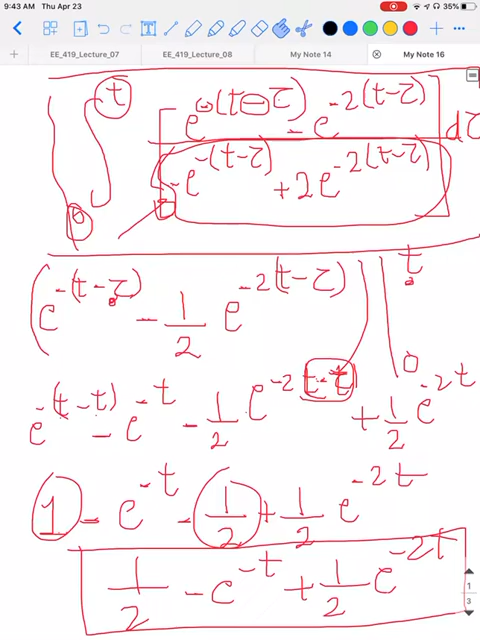 9:43 AM Thu Apr 23 35%
EE_419_Lecture_07 EE_419_Lecture_08 My Note 14 My Note 16
∫₀ᵗ [ e^{-(t-τ)} - e^{-2(t-τ)} ] dτ
-e^{-(t-τ)} + 2e^{-2(t-τ)}
( e^{-(t-τ)} - 1/2 e^{-2(t-τ)} ) |₀ᵗ
e^{-(t-t)} - e^{-t} - 1/2 e^{-2(t-t)} + 1/2 e^{-2t}
1 - e^{-t} - 1/2 + 1/2 e^{-2t}
1/2 - e^{-t} + 1/2 e^{-2t}
1
3